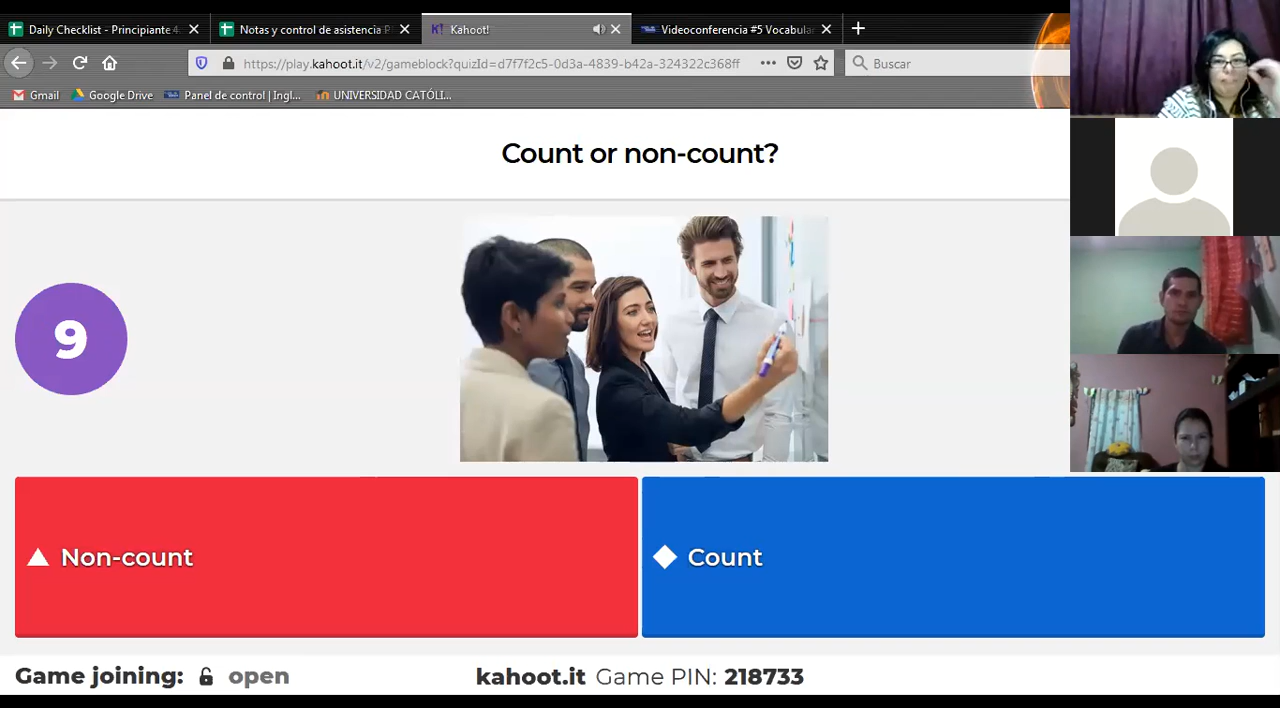 Daily Checklist - Principiante 4.
Notas y control de asistencia P
Kahoot!
Videoconferencia #5 Vocabula
https://play.kahoot.it/v2/gameblock?quizId=d7f7f2c5-0d3a-4839-b42a-324322c368ff
Buscar
Gmail
Google Drive
Panel de control | Ingl...
UNIVERSIDAD CATÓLI...
Count or non-count?
9
Non-count
Count
Game joining: open
kahoot.it Game PIN: 218733